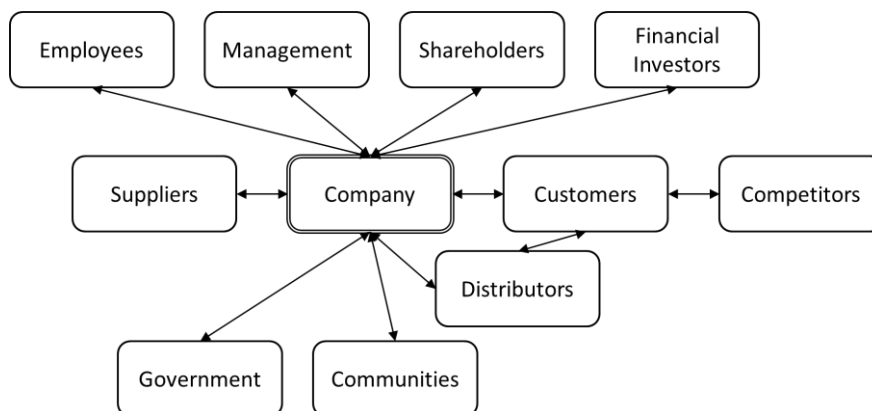 Employees
Management
Shareholders
Financial
Investors
Suppliers
Company
Customers
Competitors
Distributors
Government
Communities